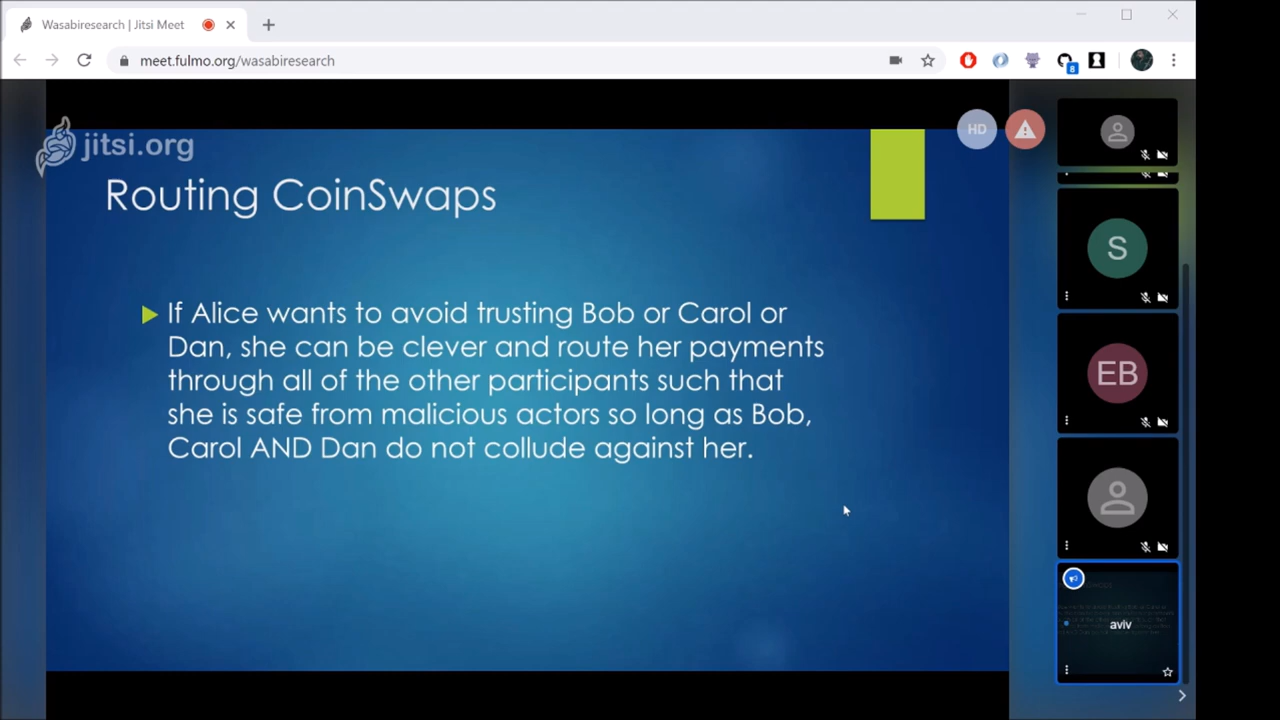 Wasabiresearch | Jitsi Meet
meet.fulmo.org/wasabiresearch
8
jitsi.org
HD
Routing CoinSwaps
If Alice wants to avoid trusting Bob or Carol or
Dan, she can be clever and route her payments
through all of the other participants such that
she is safe from malicious actors so long as Bob,
Carol AND Dan do not collude against her.
S
EB
aviv